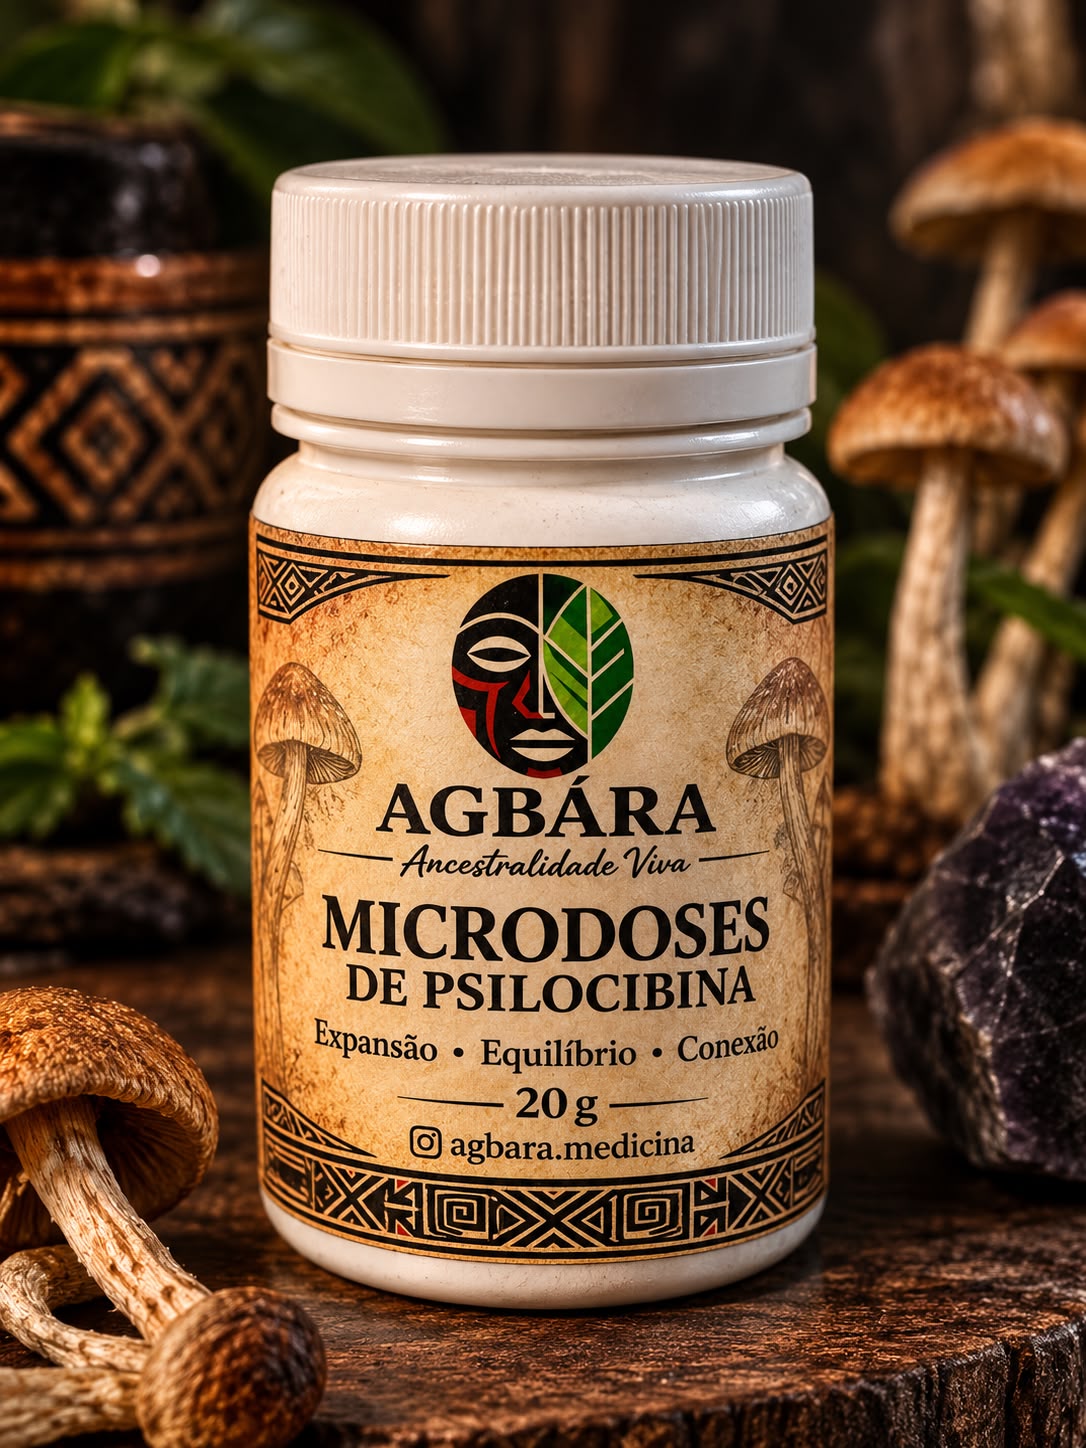 AGBÁRA
Ancestralidade Viva
MICRODOSES
DE PSILOCIBINA
Expansão • Equilíbrio • Conexão
20 g
agbara.medicina